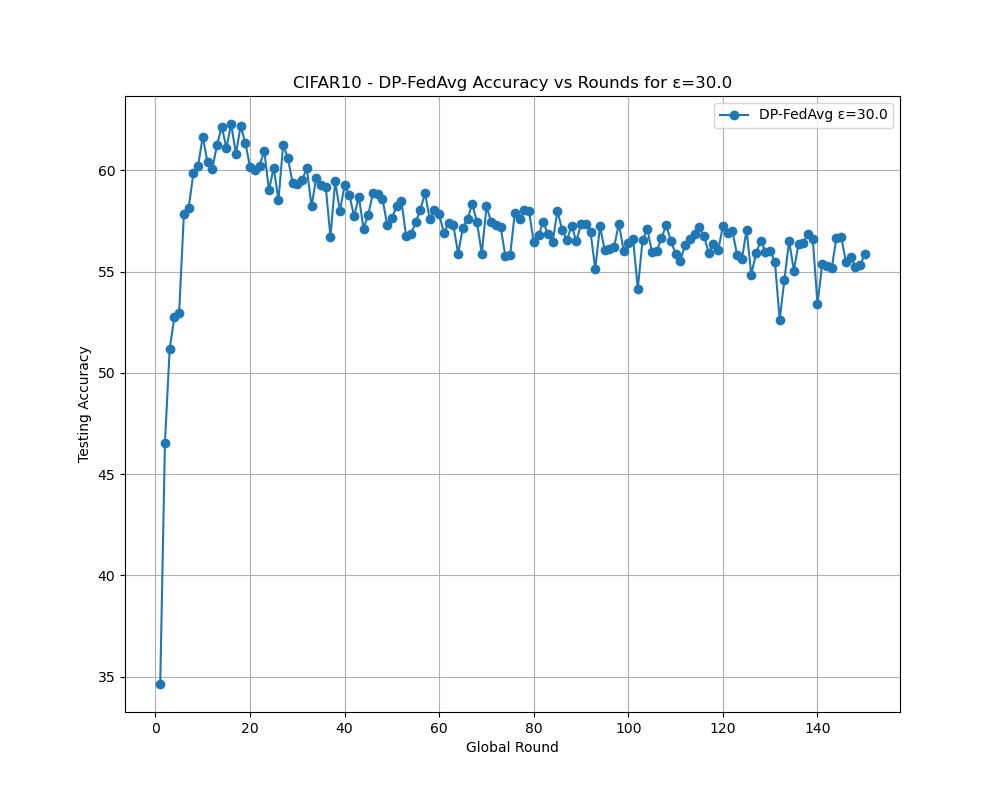 CIFAR10 - DP-FedAvg Accuracy vs Rounds for ε=30.0
DP-FedAvg ε=30.0
Testing Accuracy
60
55
50
45
40
35
0 20 40 60 80 100 120 140
Global Round